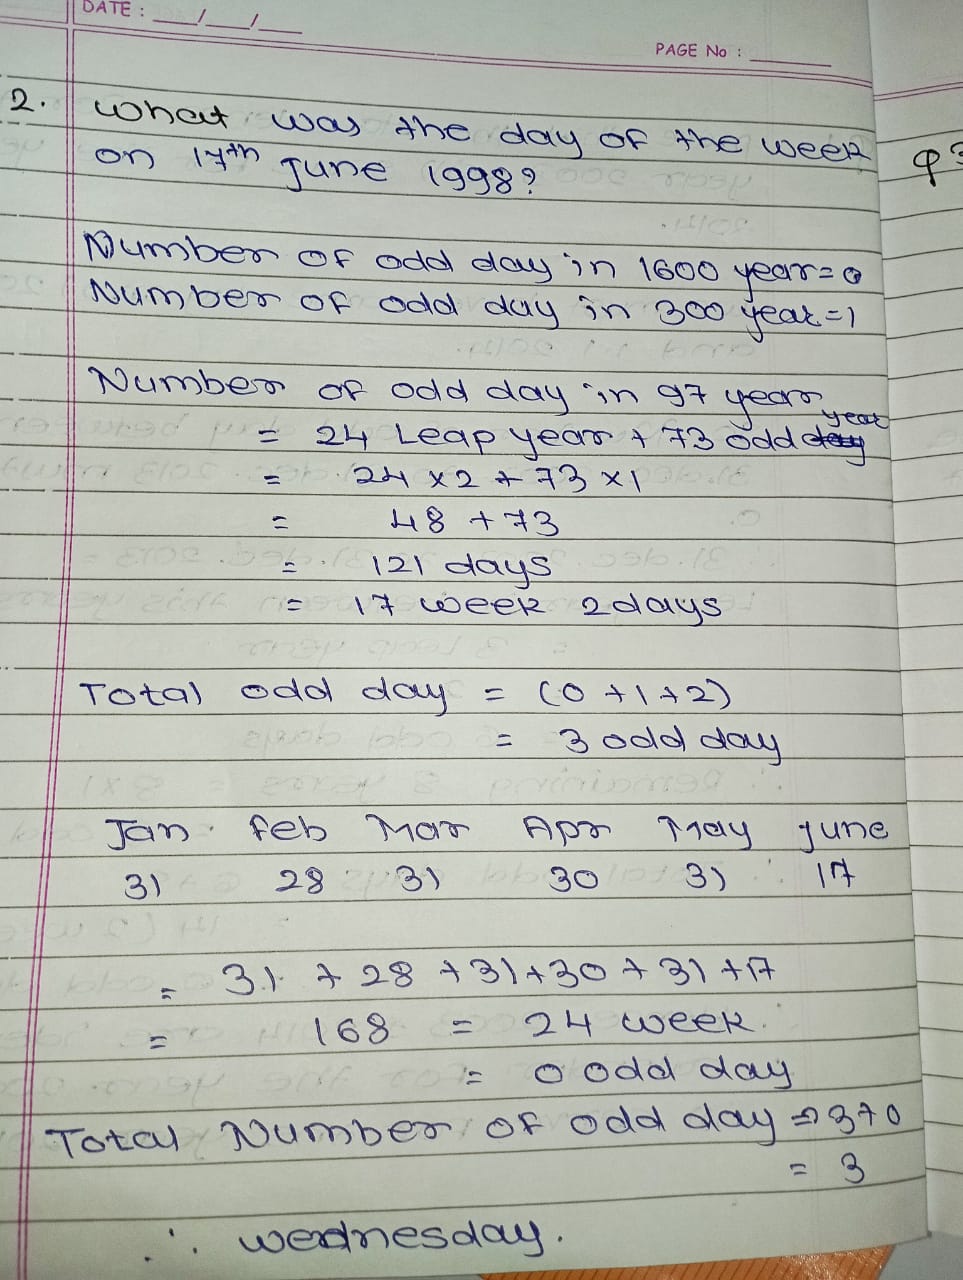 DATE : __/__/__
PAGE No :
2. What was the day of the week
on 17th June 1998?
Number of odd day in 1600 year = 0
Number of odd day in 300 year = 1
Number of odd day in 97 year
= 24 Leap year + 73 odd year
= 24 x 2 + 73 x 1
= 48 + 73
= 121 days
= 17 week 2 days
Total odd day = (0 + 1 + 2)
= 3 odd day
Jan Feb Mar Apr May June
31 28 31 30 31 17
= 31 + 28 + 31 + 30 + 31 + 17
= 168 = 24 week
= 0 odd day
Total Number of odd day => 3 + 0
= 3
∴ wednesday.